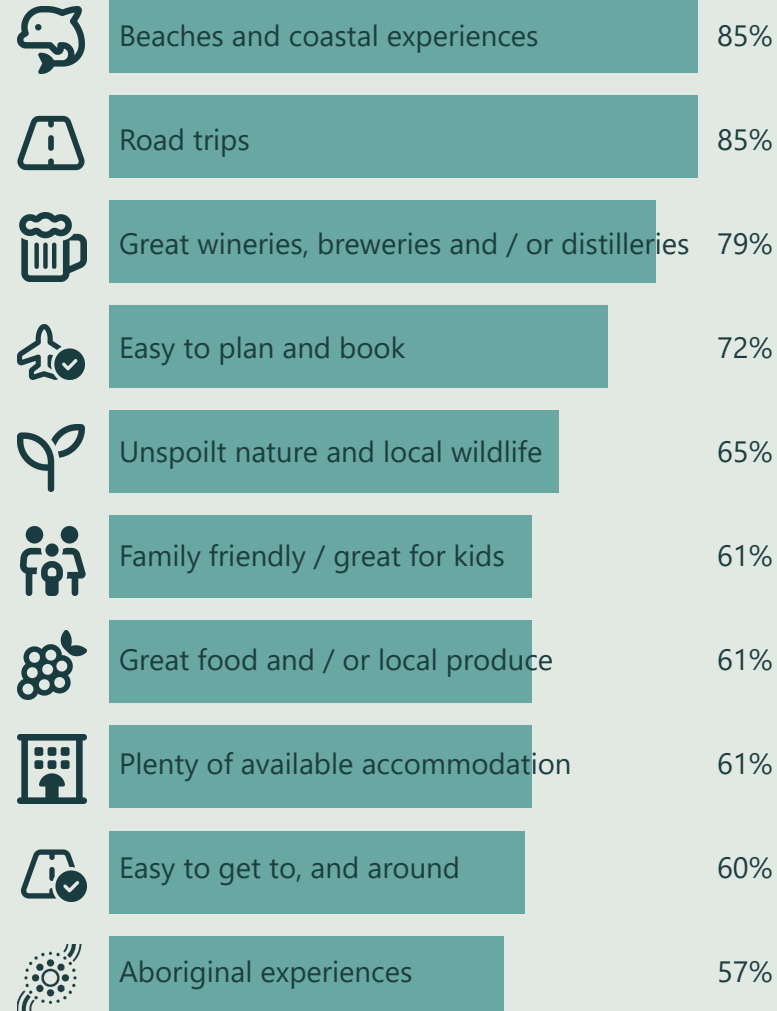 Beaches and coastal experiences 85%
Road trips 85%
Great wineries, breweries and / or distilleries 79%
Easy to plan and book 72%
Unspoilt nature and local wildlife 65%
Family friendly / great for kids 61%
Great food and / or local produce 61%
Plenty of available accommodation 61%
Easy to get to, and around 60%
Aboriginal experiences 57%